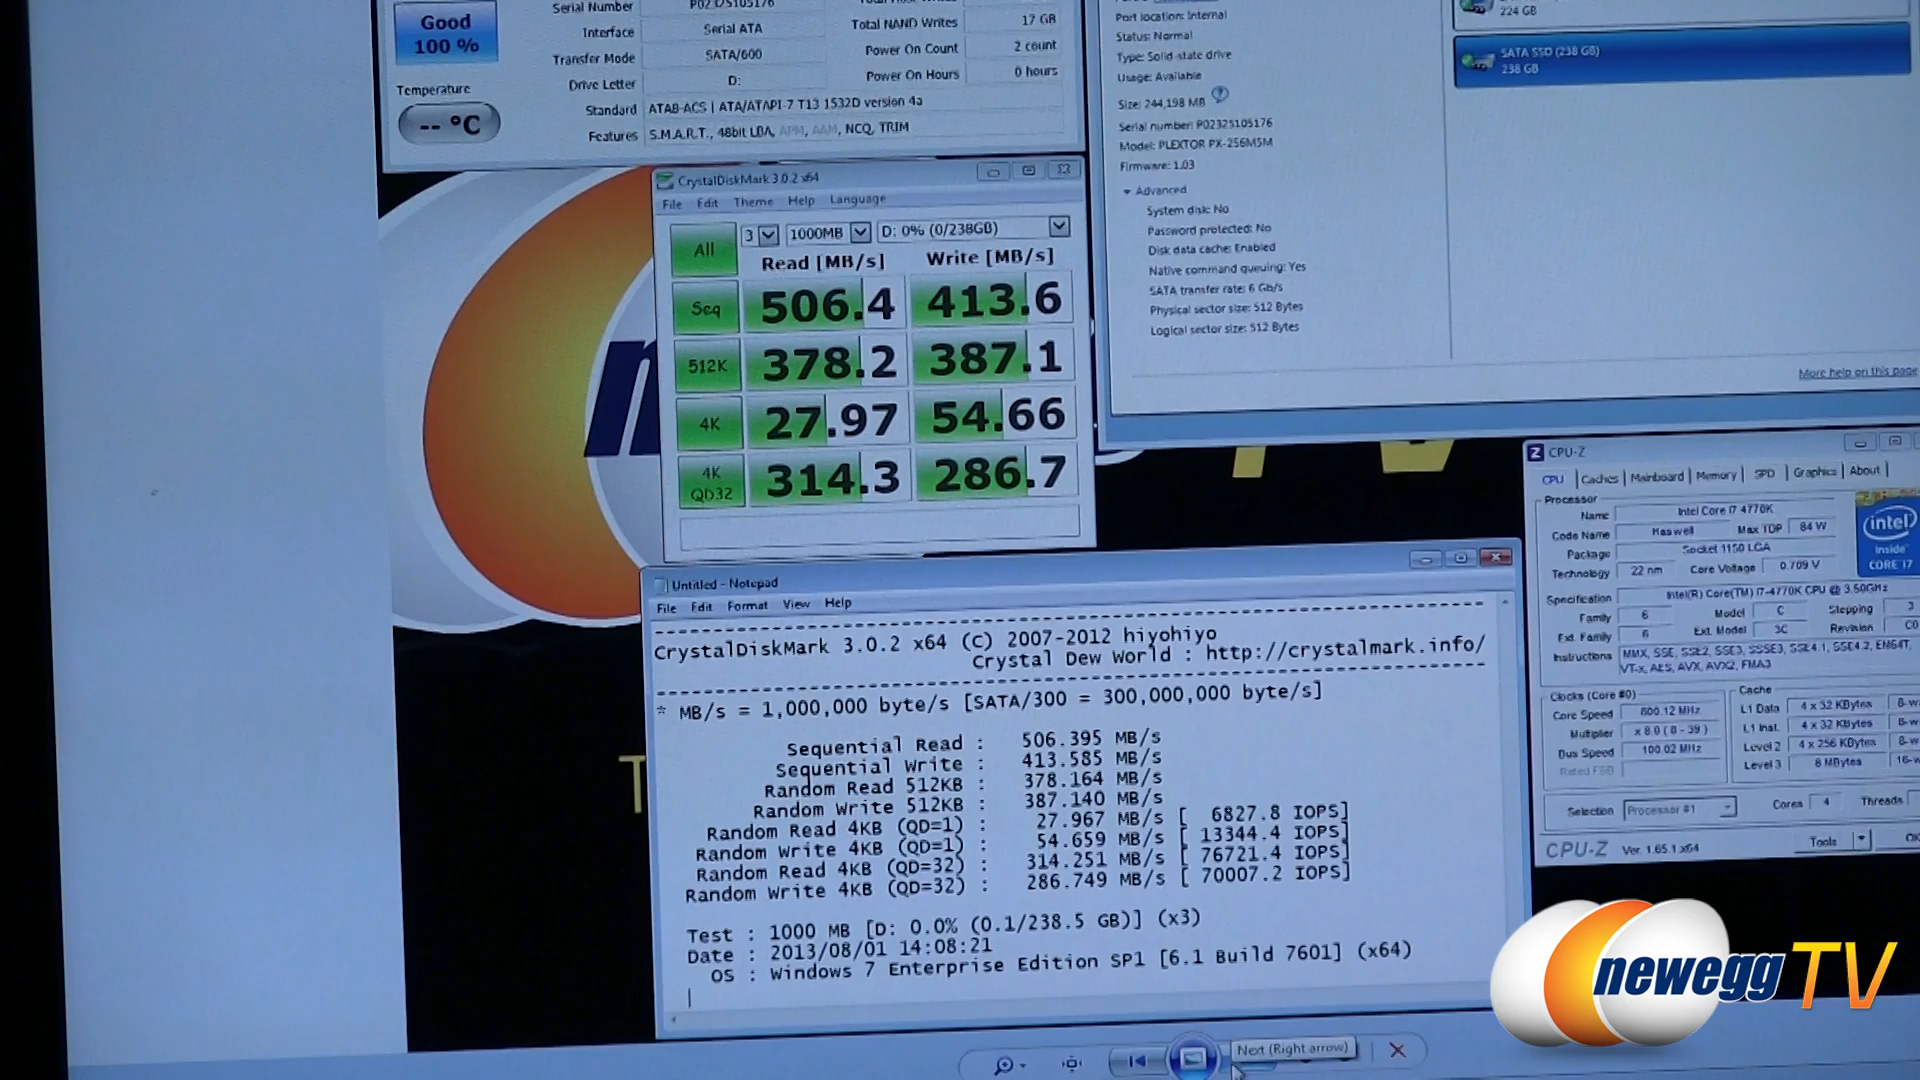 Good
100 %
Temperature
-- °C
Serial Number P02325105176
Interface Serial ATA
Transfer Mode SATA/600
Drive Letter D:
Standard ATA8-ACS | ATA/ATAPI-7 T13 1532D version 4a
Features S.M.A.R.T., 48bit LBA, APM, AAM, NCQ, TRIM
Total NAND Writes 17 GB
Power On Count 2 count
Power On Hours 0 hours
Port location: Internal
Status: Normal
Type: Solid state drive
Usage: Available
Size: 244,198 MB
Serial number: P02325105176
Model: PLEXTOR PX-256M5M
Firmware: 1.03
Advanced
System disk: No
Password protected: No
Disk data cache: Enabled
Native command queuing: Yes
SATA transfer rate: 6 Gb/s
Physical sector size: 512 Bytes
Logical sector size: 512 Bytes
224 GB
SATA SSD (238 GB)
238 GB
More help on this page
CrystalDiskMark 3.0.2 x64
File Edit Theme Help Language
All 3 1000MB D: 0% (0/238GB)
Read [MB/s] Write [MB/s]
Seq 506.4 413.6
512K 378.2 387.1
4K 27.97 54.66
4K QD32 314.3 286.7
Untitled - Notepad
File Edit Format View Help
CrystalDiskMark 3.0.2 x64 (C) 2007-2012 hiyohiyo
Crystal Dew World : http://crystalmark.info/
* MB/s = 1,000,000 byte/s [SATA/300 = 300,000,000 byte/s]
Sequential Read : 506.395 MB/s
Sequential Write : 413.585 MB/s
Random Read 512KB : 378.164 MB/s
Random Write 512KB : 387.140 MB/s
Random Read 4KB (QD=1) : 27.967 MB/s [ 6827.8 IOPS]
Random Write 4KB (QD=1) : 54.659 MB/s [ 13344.4 IOPS]
Random Read 4KB (QD=32) : 314.251 MB/s [ 76721.4 IOPS]
Random Write 4KB (QD=32) : 286.749 MB/s [ 70007.2 IOPS]
Test : 1000 MB [D: 0.0% (0.1/238.5 GB)] (x3)
Date : 2013/08/01 14:08:21
OS : Windows 7 Enterprise Edition SP1 [6.1 Build 7601] (x64)
CPU-Z
CPU Caches Mainboard Memory SPD Graphics About
Processor
Name Intel Core i7 4770K
Code Name Haswell Max TDP 84 W
Package Socket 1150 LGA
Technology 22 nm Core Voltage 0.709 V
Specification Intel(R) Core(TM) i7-4770K CPU @ 3.50GHz
Family 6 Model C Stepping 3
Ext. Family 6 Ext. Model 3C Revision C0
Instructions MMX, SSE, SSE2, SSE3, SSSE3, SSE4.1, SSE4.2, EM64T,
VT-x, AES, AVX, AVX2, FMA3
intel
inside
CORE i7
Clocks (Core #0)
Core Speed 800.12 MHz
Multiplier x 8.0 ( 8 - 39 )
Bus Speed 100.02 MHz
Rated FSB
Cache
L1 Data 4 x 32 KBytes 8-w
L1 Inst. 4 x 32 KBytes 8-w
Level 2 4 x 256 KBytes 8-w
Level 3 8 MBytes 16-w
Selection Processor #1 Cores 4 Threads
CPU-Z Ver. 1.65.1.x64 Tools
Next (Right arrow)
newegg TV